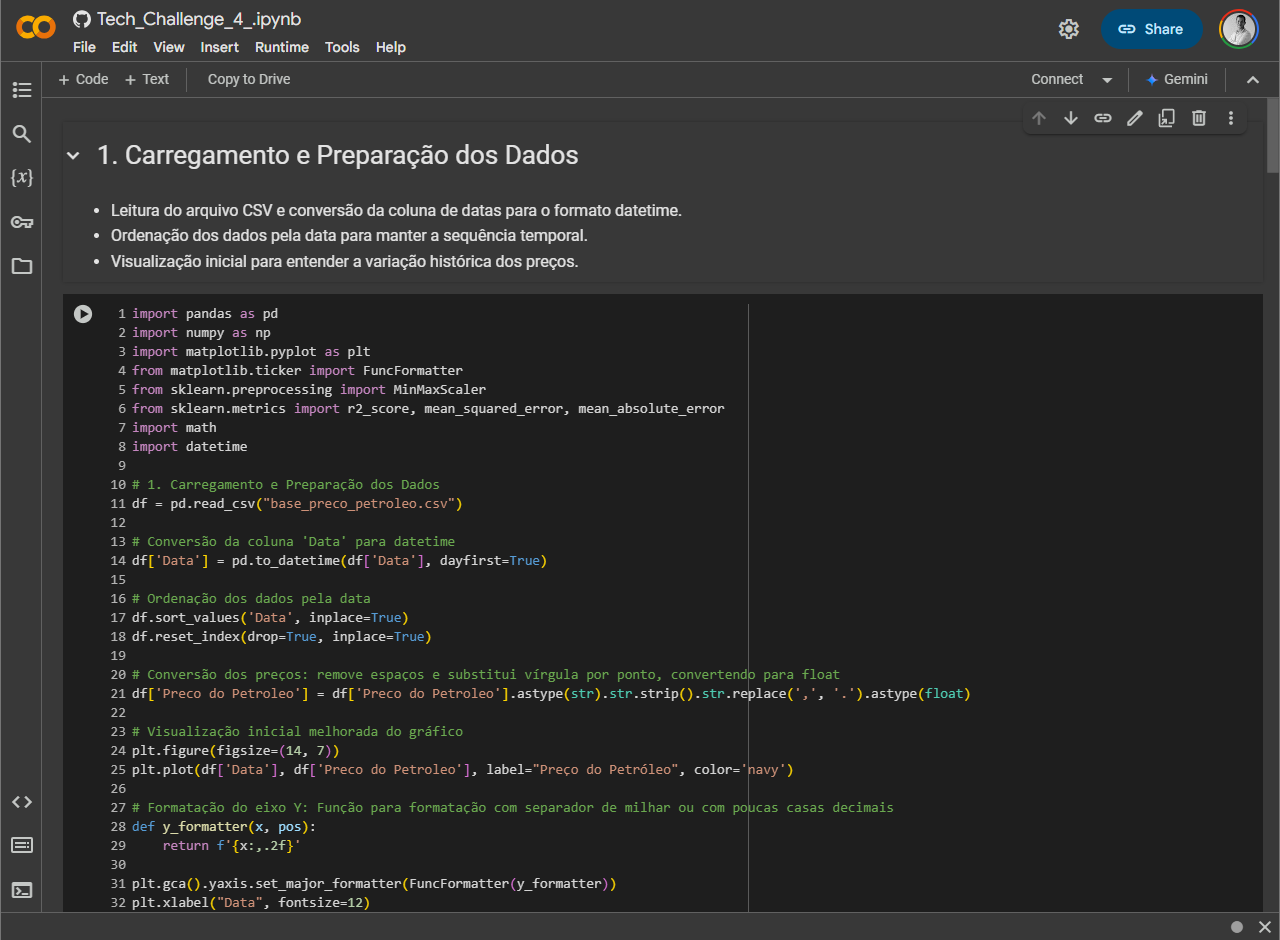 Tech_Challenge_4_.ipynb
File Edit View Insert Runtime Tools Help
Share
+ Code + Text Copy to Drive
Connect Gemini
1. Carregamento e Preparação dos Dados
• Leitura do arquivo CSV e conversão da coluna de datas para o formato datetime.
• Ordenação dos dados pela data para manter a sequência temporal.
• Visualização inicial para entender a variação histórica dos preços.
{x}
1 import pandas as pd
2 import numpy as np
3 import matplotlib.pyplot as plt
4 from matplotlib.ticker import FuncFormatter
5 from sklearn.preprocessing import MinMaxScaler
6 from sklearn.metrics import r2_score, mean_squared_error, mean_absolute_error
7 import math
8 import datetime
9
10 # 1. Carregamento e Preparação dos Dados
11 df = pd.read_csv("base_preco_petroleo.csv")
12
13 # Conversão da coluna 'Data' para datetime
14 df['Data'] = pd.to_datetime(df['Data'], dayfirst=True)
15
16 # Ordenação dos dados pela data
17 df.sort_values('Data', inplace=True)
18 df.reset_index(drop=True, inplace=True)
19
20 # Conversão dos preços: remove espaços e substitui vírgula por ponto, convertendo para float
21 df['Preco do Petroleo'] = df['Preco do Petroleo'].astype(str).str.strip().str.replace(',', '.').astype(float)
22
23 # Visualização inicial melhorada do gráfico
24 plt.figure(figsize=(14, 7))
25 plt.plot(df['Data'], df['Preco do Petroleo'], label="Preço do Petróleo", color='navy')
26
27 # Formatação do eixo Y: Função para formatação com separador de milhar ou com poucas casas decimais
28 def y_formatter(x, pos):
29     return f'{x:,.2f}'
30
31 plt.gca().yaxis.set_major_formatter(FuncFormatter(y_formatter))
32 plt.xlabel("Data", fontsize=12)